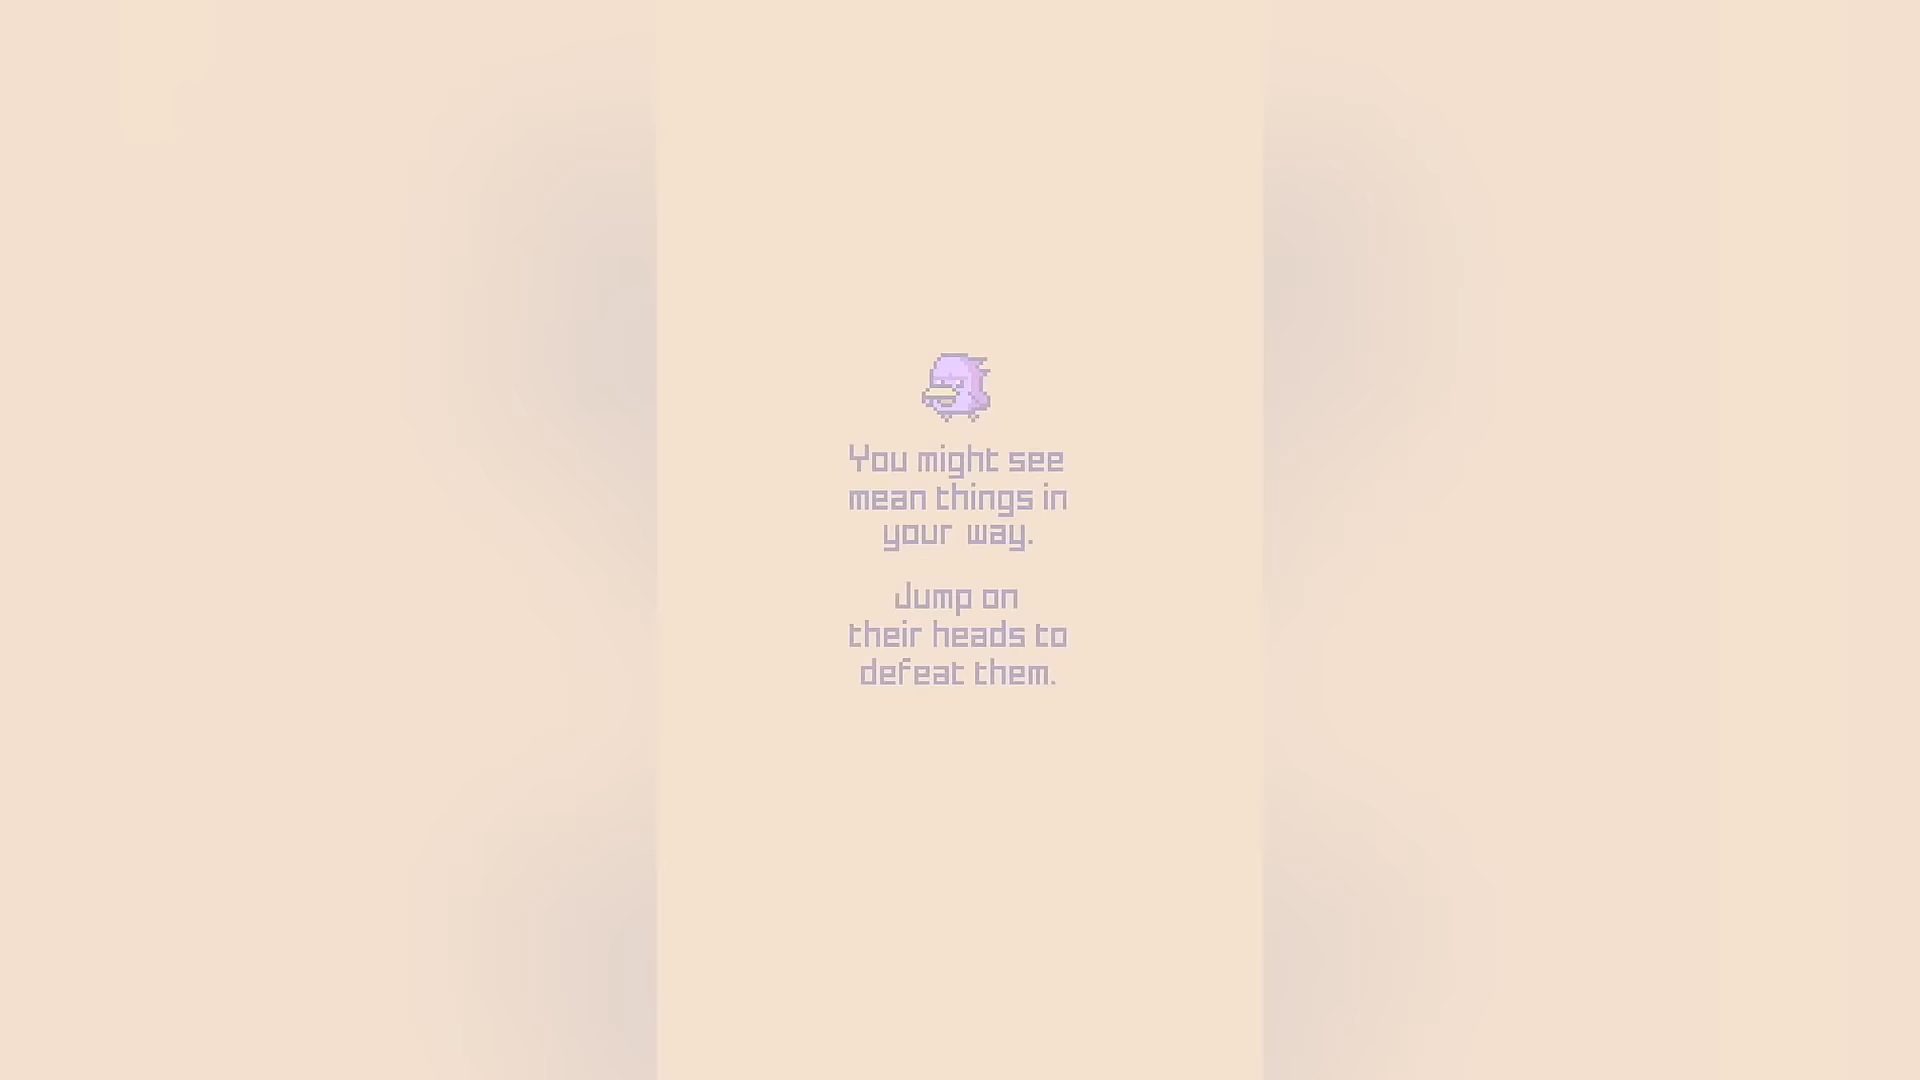 You might see
mean things in
your way.
Jump on
their heads to
defeat them.